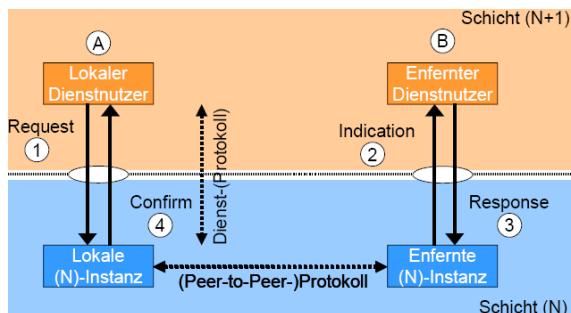 Schicht (N+1)
A
B
Lokaler
Dienstnutzer
Enfernter
Dienstnutzer
Request
1
Indication
2
Dienst-(Protokoll)
Confirm
4
Response
3
Lokale
(N)-Instanz
Enfernte
(N)-Instanz
(Peer-to-Peer-)Protokoll
Schicht (N)